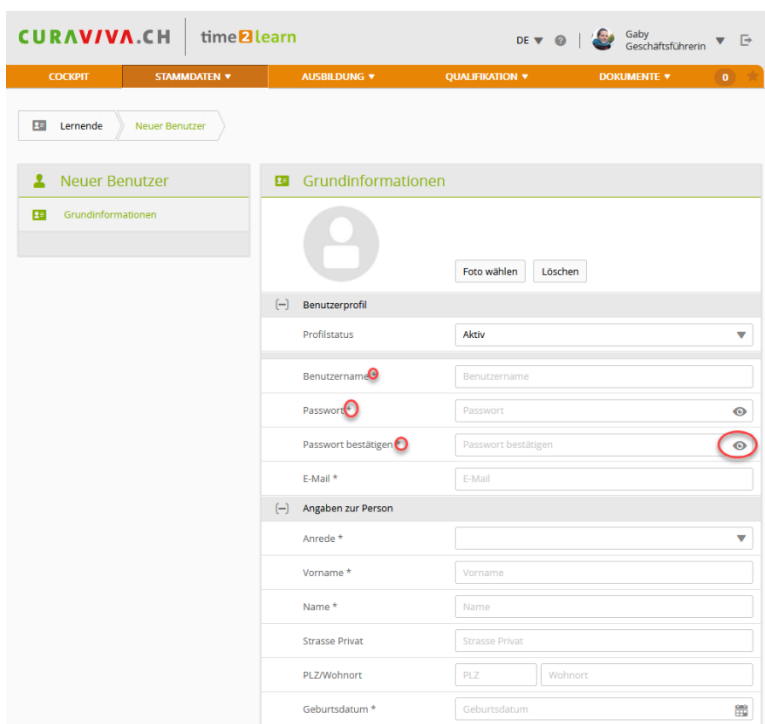 CURAVIVA.CH time2learn DE Gaby
Geschäftsführerin
COCKPIT STAMMDATEN AUSBILDUNG QUALIFIKATION DOKUMENTE 0
Lernende Neuer Benutzer
Neuer Benutzer Grundinformationen
Grundinformationen
Foto wählen Löschen
Benutzerprofil
Profilstatus Aktiv
Benutzername * Benutzername
Passwort * Passwort
Passwort bestätigen * Passwort bestätigen
E-Mail * E-Mail
Angaben zur Person
Anrede *
Vorname * Vorname
Name * Name
Strasse Privat Strasse Privat
PLZ/Wohnort PLZ Wohnort
Geburtsdatum * Geburtsdatum